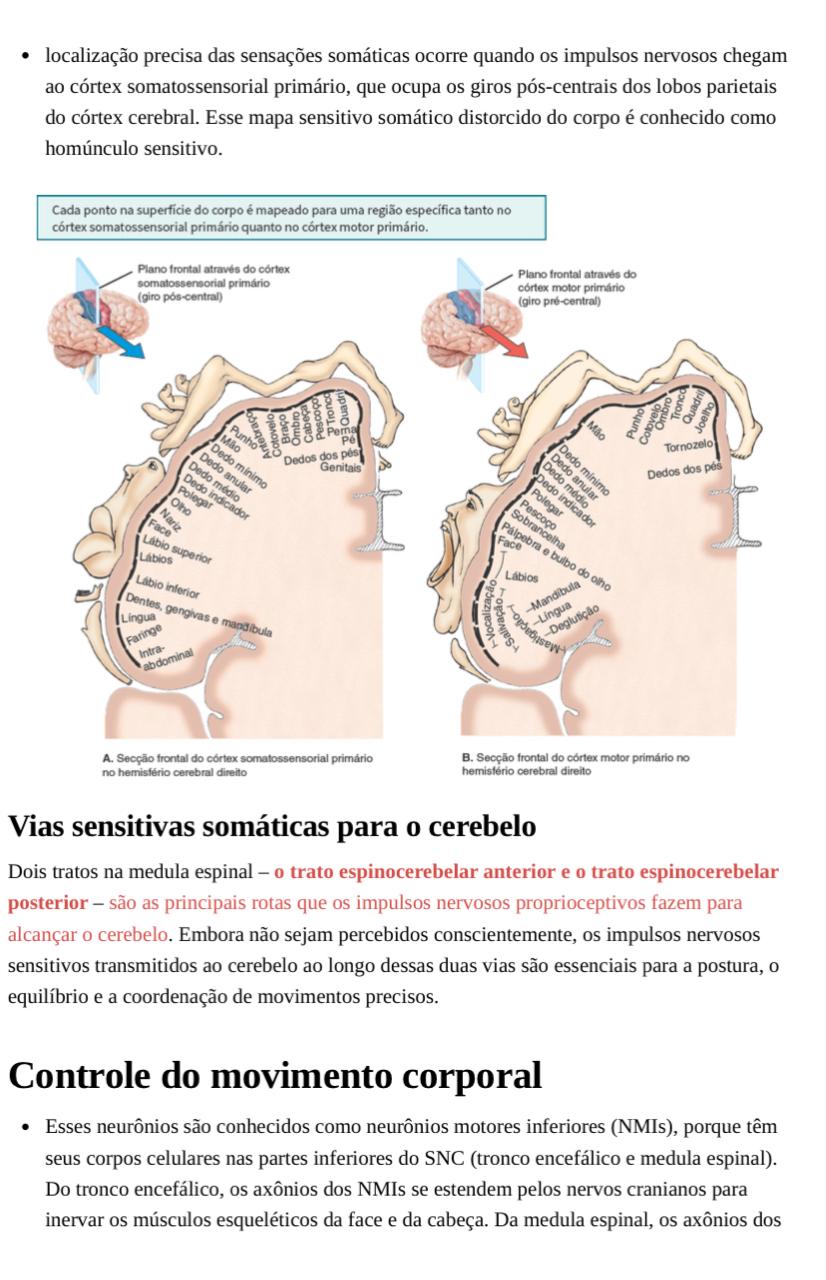 localização precisa das sensações somáticas ocorre quando os impulsos nervosos chegam
ao córtex somatossensorial primário, que ocupa os giros pós-centrais dos lobos parietais
do córtex cerebral. Esse mapa sensitivo somático distorcido do corpo é conhecido como
homúnculo sensitivo.
Cada ponto na superfície do corpo é mapeado para uma região específica tanto no
córtex somatossensorial primário quanto no córtex motor primário.
Plano frontal através do córtex
somatossensorial primário
(giro pós-central)
Intra-
abdominal
Faringe
Língua
Dentes, gengivas e mandíbula
Lábio inferior
Lábios
Lábio superior
Face
Nariz
Olho
Polegar
Dedo indicador
Dedo médio
Dedo anular
Dedo mínimo
Mão
Punho
Antebraço
Cotovelo
Braço
Ombro
Cabeça
Pescoço
Tronco
Quadril
Perna
Pé
Dedos dos pés
Genitais
A. Secção frontal do córtex somatossensorial primário
no hemisfério cerebral direito
Plano frontal através do
córtex motor primário
(giro pré-central)
Vocalização
Salivação
Mastigação
Deglutição
Língua
Mandíbula
Lábios
Face
Pálpebra e bulbo do olho
Sobrancelha
Pescoço
Polegar
Dedo indicador
Dedo médio
Dedo anular
Dedo mínimo
Mão
Punho
Cotovelo
Ombro
Tronco
Quadril
Joelho
Tornozelo
Dedos dos pés
B. Secção frontal do córtex motor primário no
hemisfério cerebral direito
Vias sensitivas somáticas para o cerebelo
Dois tratos na medula espinal – o trato espinocerebelar anterior e o trato espinocerebelar
posterior – são as principais rotas que os impulsos nervosos proprioceptivos fazem para
alcançar o cerebelo. Embora não sejam percebidos conscientemente, os impulsos nervosos
sensitivos transmitidos ao cerebelo ao longo dessas duas vias são essenciais para a postura, o
equilíbrio e a coordenação de movimentos precisos.
Controle do movimento corporal
Esses neurônios são conhecidos como neurônios motores inferiores (NMIs), porque têm
seus corpos celulares nas partes inferiores do SNC (tronco encefálico e medula espinal).
Do tronco encefálico, os axônios dos NMIs se estendem pelos nervos cranianos para
inervar os músculos esqueléticos da face e da cabeça. Da medula espinal, os axônios dos